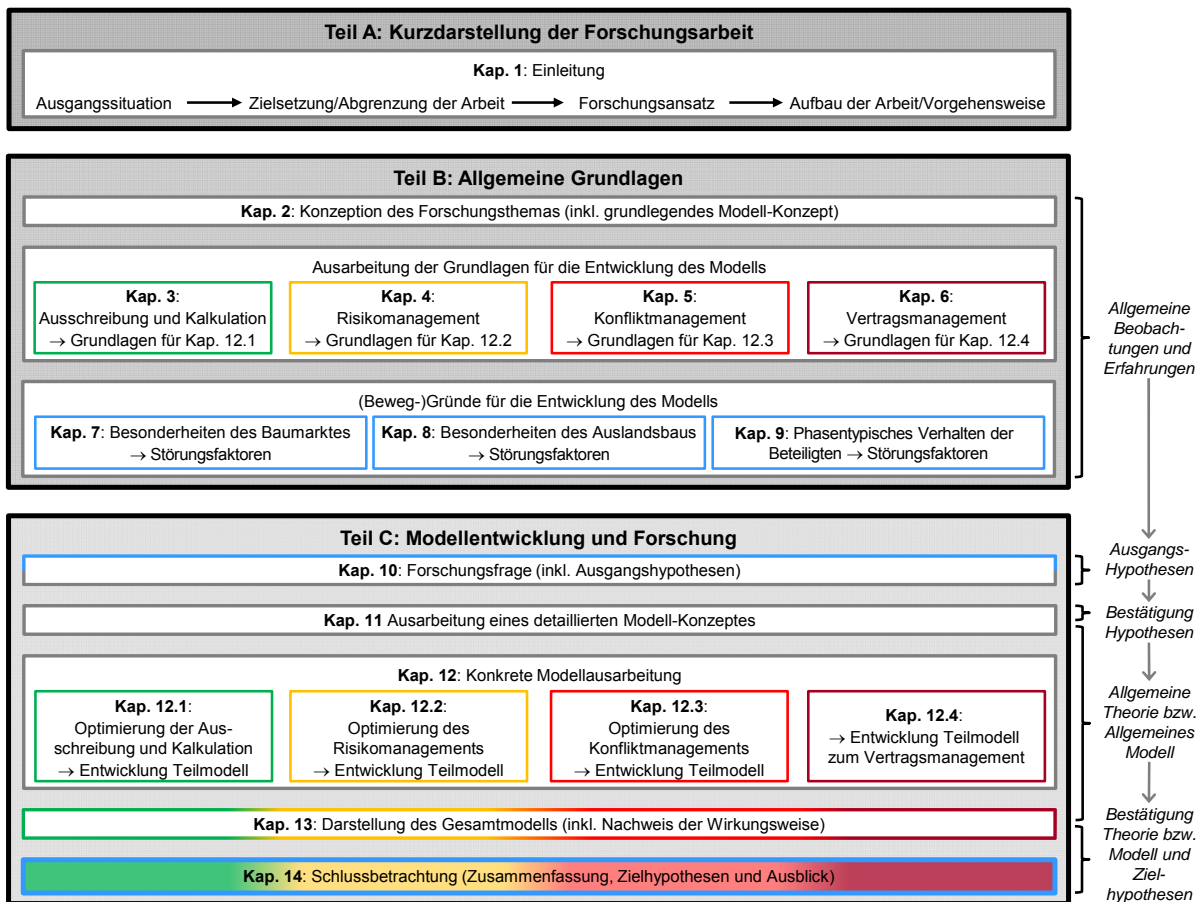 Teil A: Kurzdarstellung der Forschungsarbeit
Kap. 1: Einleitung
Ausgangssituation → Zielsetzung/Abgrenzung der Arbeit → Forschungsansatz → Aufbau der Arbeit/Vorgehensweise
Teil B: Allgemeine Grundlagen
Kap. 2: Konzeption des Forschungsthemas (inkl. grundlegendes Modell-Konzept)
Ausarbeitung der Grundlagen für die Entwicklung des Modells
Kap. 3:
Ausschreibung und Kalkulation
→ Grundlagen für Kap. 12.1
Kap. 4:
Risikomanagement
→ Grundlagen für Kap. 12.2
Kap. 5:
Konfliktmanagement
→ Grundlagen für Kap. 12.3
Kap. 6:
Vertragsmanagement
→ Grundlagen für Kap. 12.4
(Beweg-)Gründe für die Entwicklung des Modells
Kap. 7: Besonderheiten des Baumarktes
→ Störungsfaktoren
Kap. 8: Besonderheiten des Auslandsbaus
→ Störungsfaktoren
Kap. 9: Phasentypisches Verhalten der
Beteiligten → Störungsfaktoren
Allgemeine
Beobach-
tungen und
Erfahrungen
Teil C: Modellentwicklung und Forschung
Kap. 10: Forschungsfrage (inkl. Ausgangshypothesen)
Ausgangs-
Hypothesen
Kap. 11 Ausarbeitung eines detaillierten Modell-Konzeptes
Bestätigung
Hypothesen
Kap. 12: Konkrete Modellausarbeitung
Kap. 12.1:
Optimierung der Aus-
schreibung und Kalkulation
→ Entwicklung Teilmodell
Kap. 12.2:
Optimierung des
Risikomanagements
→ Entwicklung Teilmodell
Kap. 12.3:
Optimierung des
Konfliktmanagements
→ Entwicklung Teilmodell
Kap. 12.4:
→ Entwicklung Teilmodell
zum Vertragsmanagement
Allgemeine
Theorie bzw.
Allgemeines
Modell
Kap. 13: Darstellung des Gesamtmodells (inkl. Nachweis der Wirkungsweise)
Kap. 14: Schlussbetrachtung (Zusammenfassung, Zielhypothesen und Ausblick)
Bestätigung
Theorie bzw.
Modell und
Ziel-
hypothesen